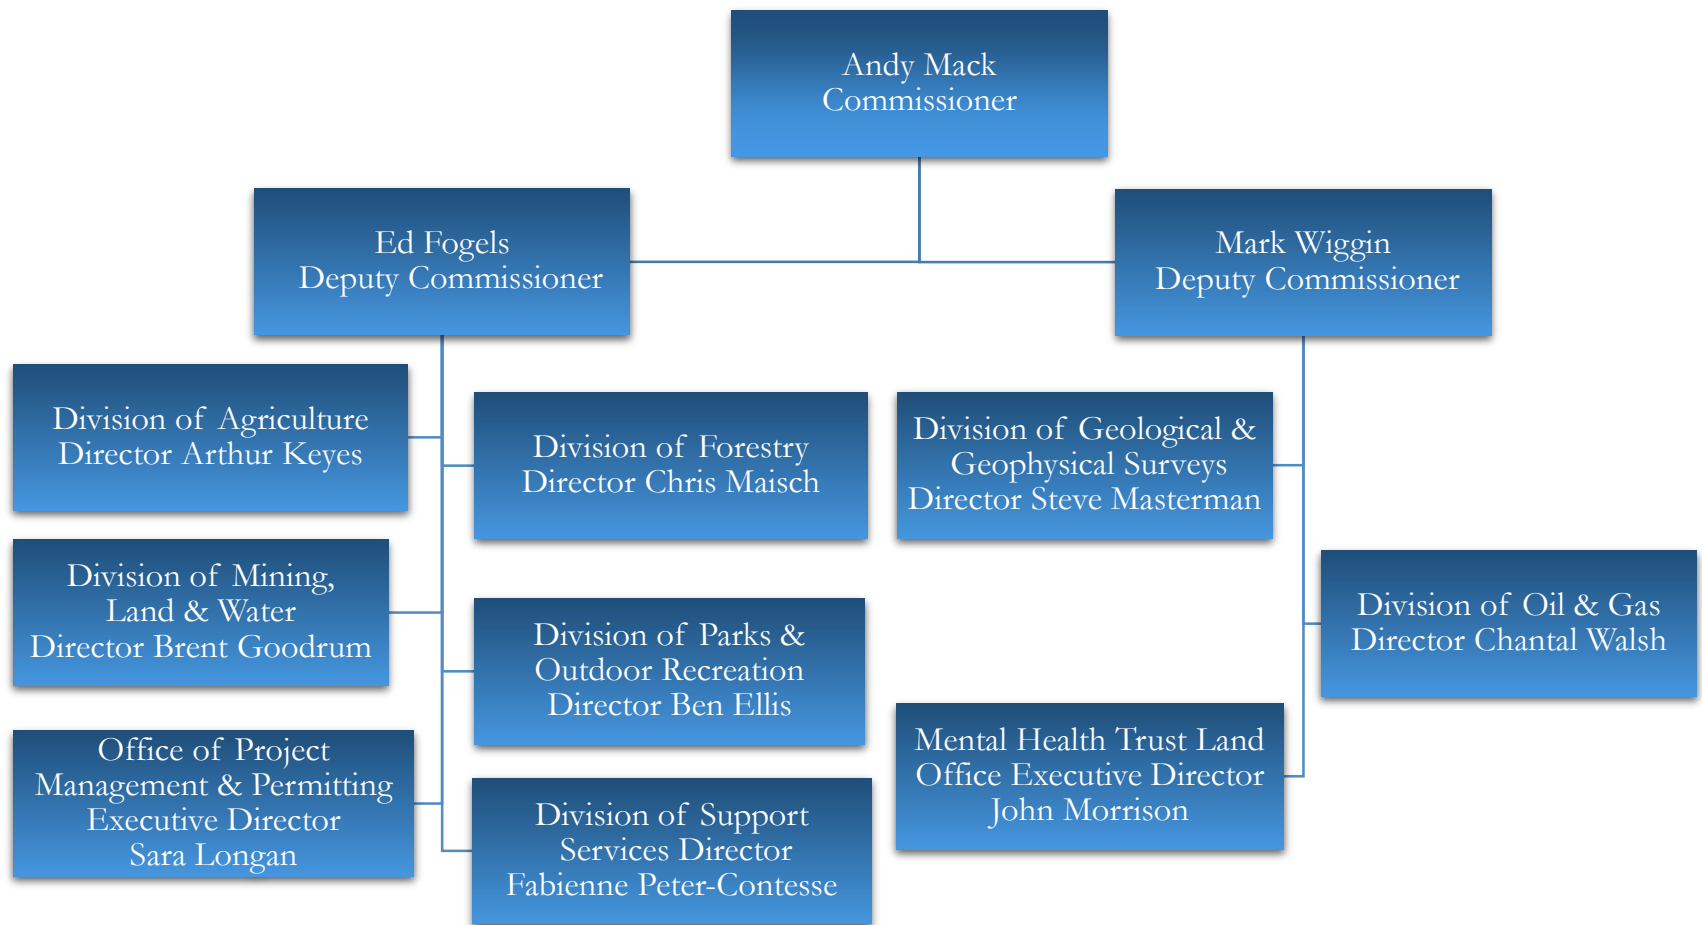 Andy Mack
Commissioner
Ed Fogels
Deputy Commissioner
Mark Wiggin
Deputy Commissioner
Division of Agriculture
Director Arthur Keyes
Division of Forestry
Director Chris Maisch
Division of Geological &
Geophysical Surveys
Director Steve Masterman
Division of Mining,
Land & Water
Director Brent Goodrum
Division of Parks &
Outdoor Recreation
Director Ben Ellis
Division of Oil & Gas
Director Chantal Walsh
Office of Project
Management & Permitting
Executive Director
Sara Longan
Division of Support
Services Director
Fabienne Peter-Contesse
Mental Health Trust Land
Office Executive Director
John Morrison